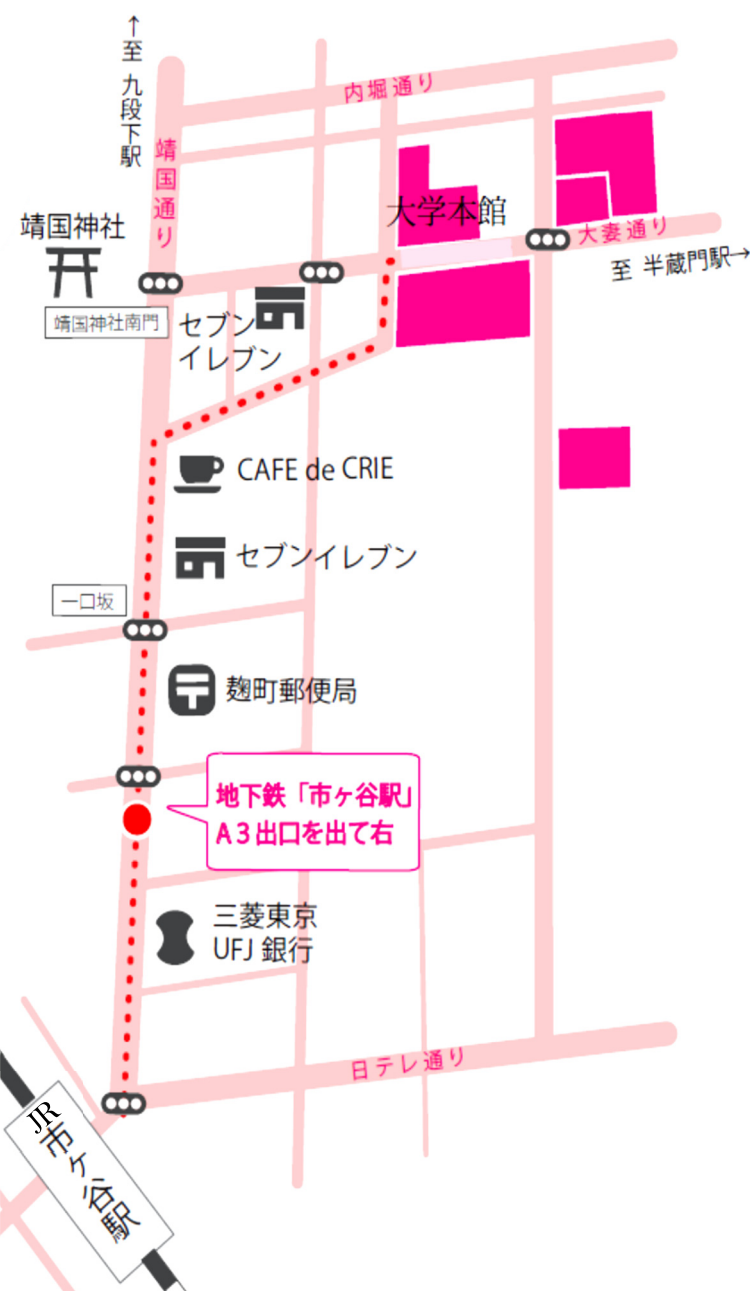 ↑至 九段下駅
内堀通り
靖国通り
大学本館
靖国神社
大妻通り
至 半蔵門駅→
靖国神社南門
セブン
イレブン
CAFE de CRIE
セブンイレブン
一口坂
麹町郵便局
地下鉄「市ヶ谷駅」
A3出口を出て右
三菱東京
UFJ 銀行
日テレ通り
JR
市ヶ谷駅